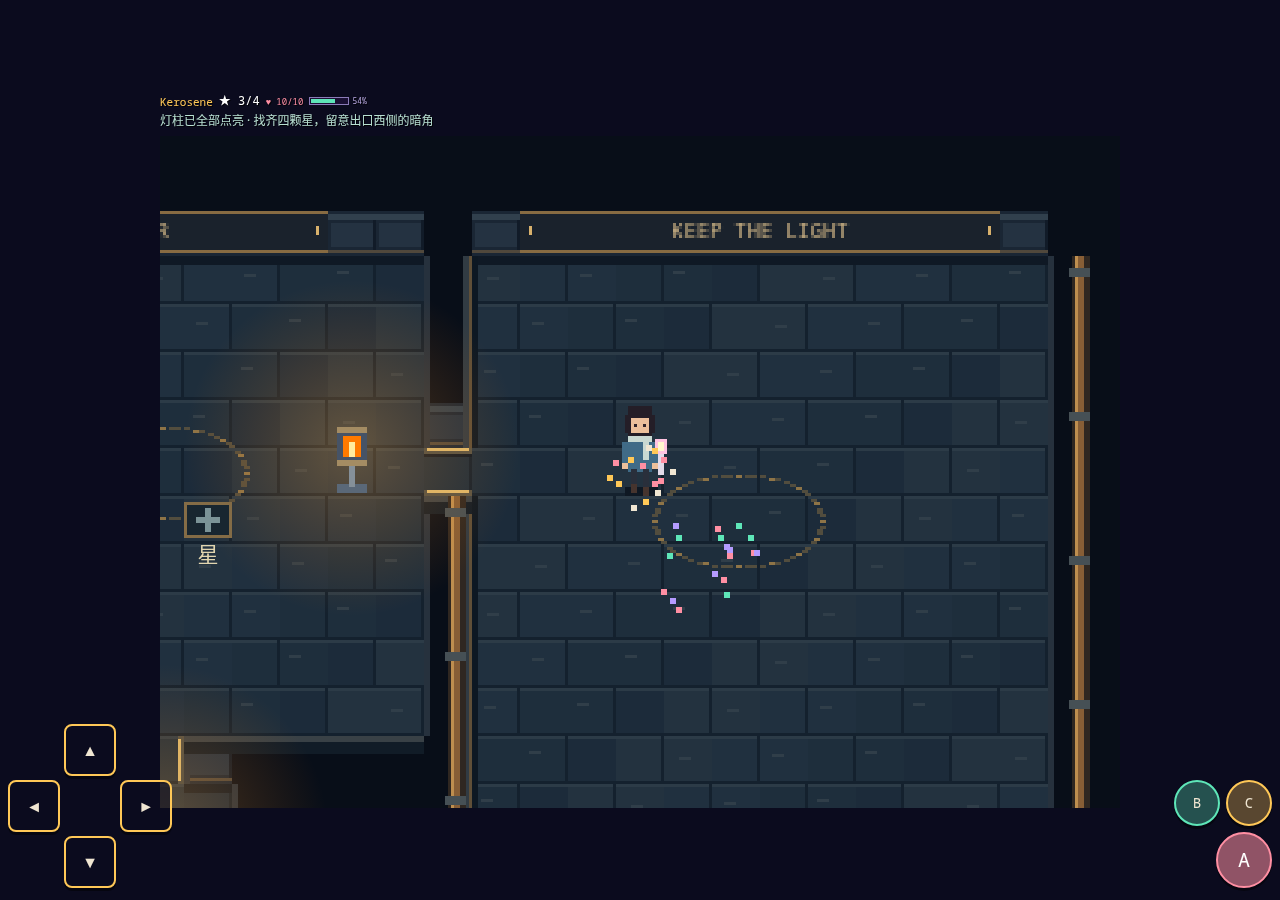 Kerosene ★ 3/4 ♥ 10/10 54%
灯柱已全部点亮 · 找齐四颗星，留意出口西侧的暗角
R KEEP THE LIGHT
星
▲
◄ ►
▼
B C
A